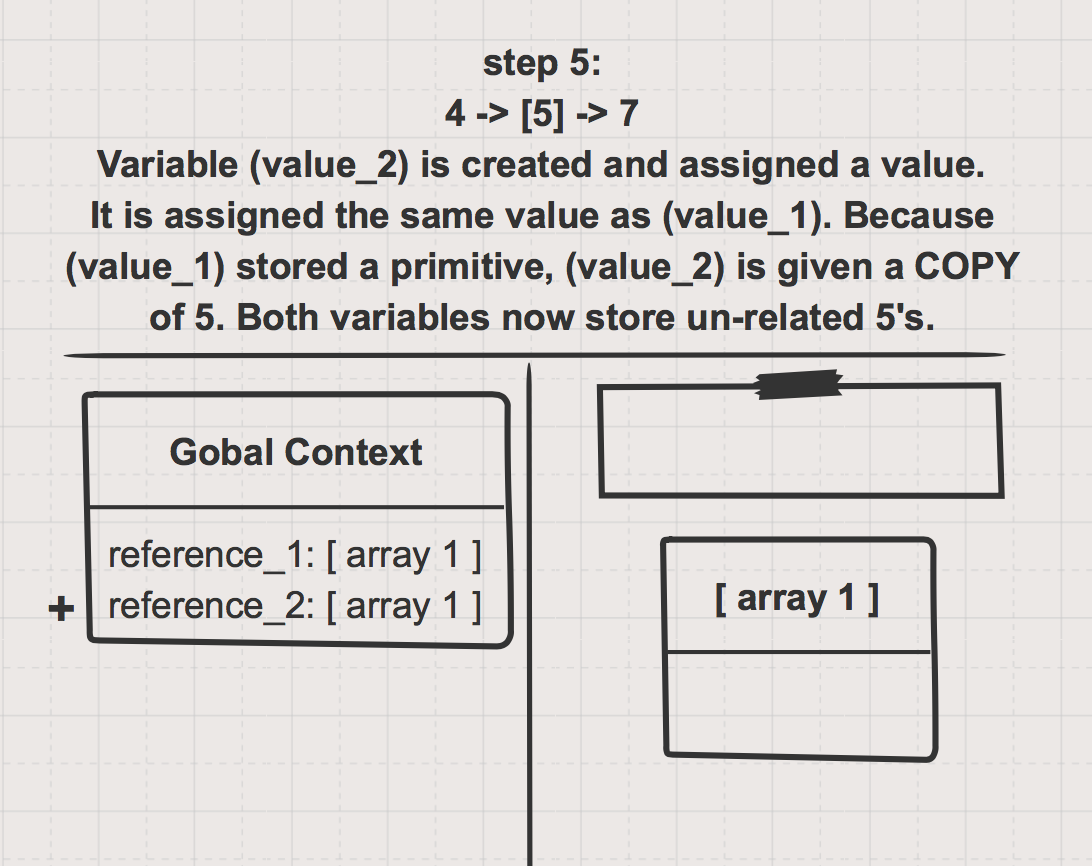 step 5:
4 -> [5] -> 7
Variable (value_2) is created and assigned a value.
It is assigned the same value as (value_1). Because
(value_1) stored a primitive, (value_2) is given a COPY
of 5. Both variables now store un-related 5's.
Gobal Context
reference_1: [ array 1 ]
+ reference_2: [ array 1 ]
[ array 1 ]